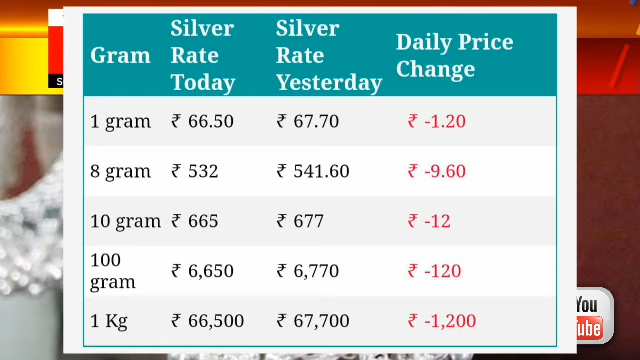 Gram Silver Rate Today Silver Rate Yesterday Daily Price Change
1 gram ₹ 66.50 ₹ 67.70 ₹ -1.20
8 gram ₹ 532 ₹ 541.60 ₹ -9.60
10 gram ₹ 665 ₹ 677 ₹ -12
100 gram ₹ 6,650 ₹ 6,770 ₹ -120
1 Kg ₹ 66,500 ₹ 67,700 ₹ -1,200
You
Tube